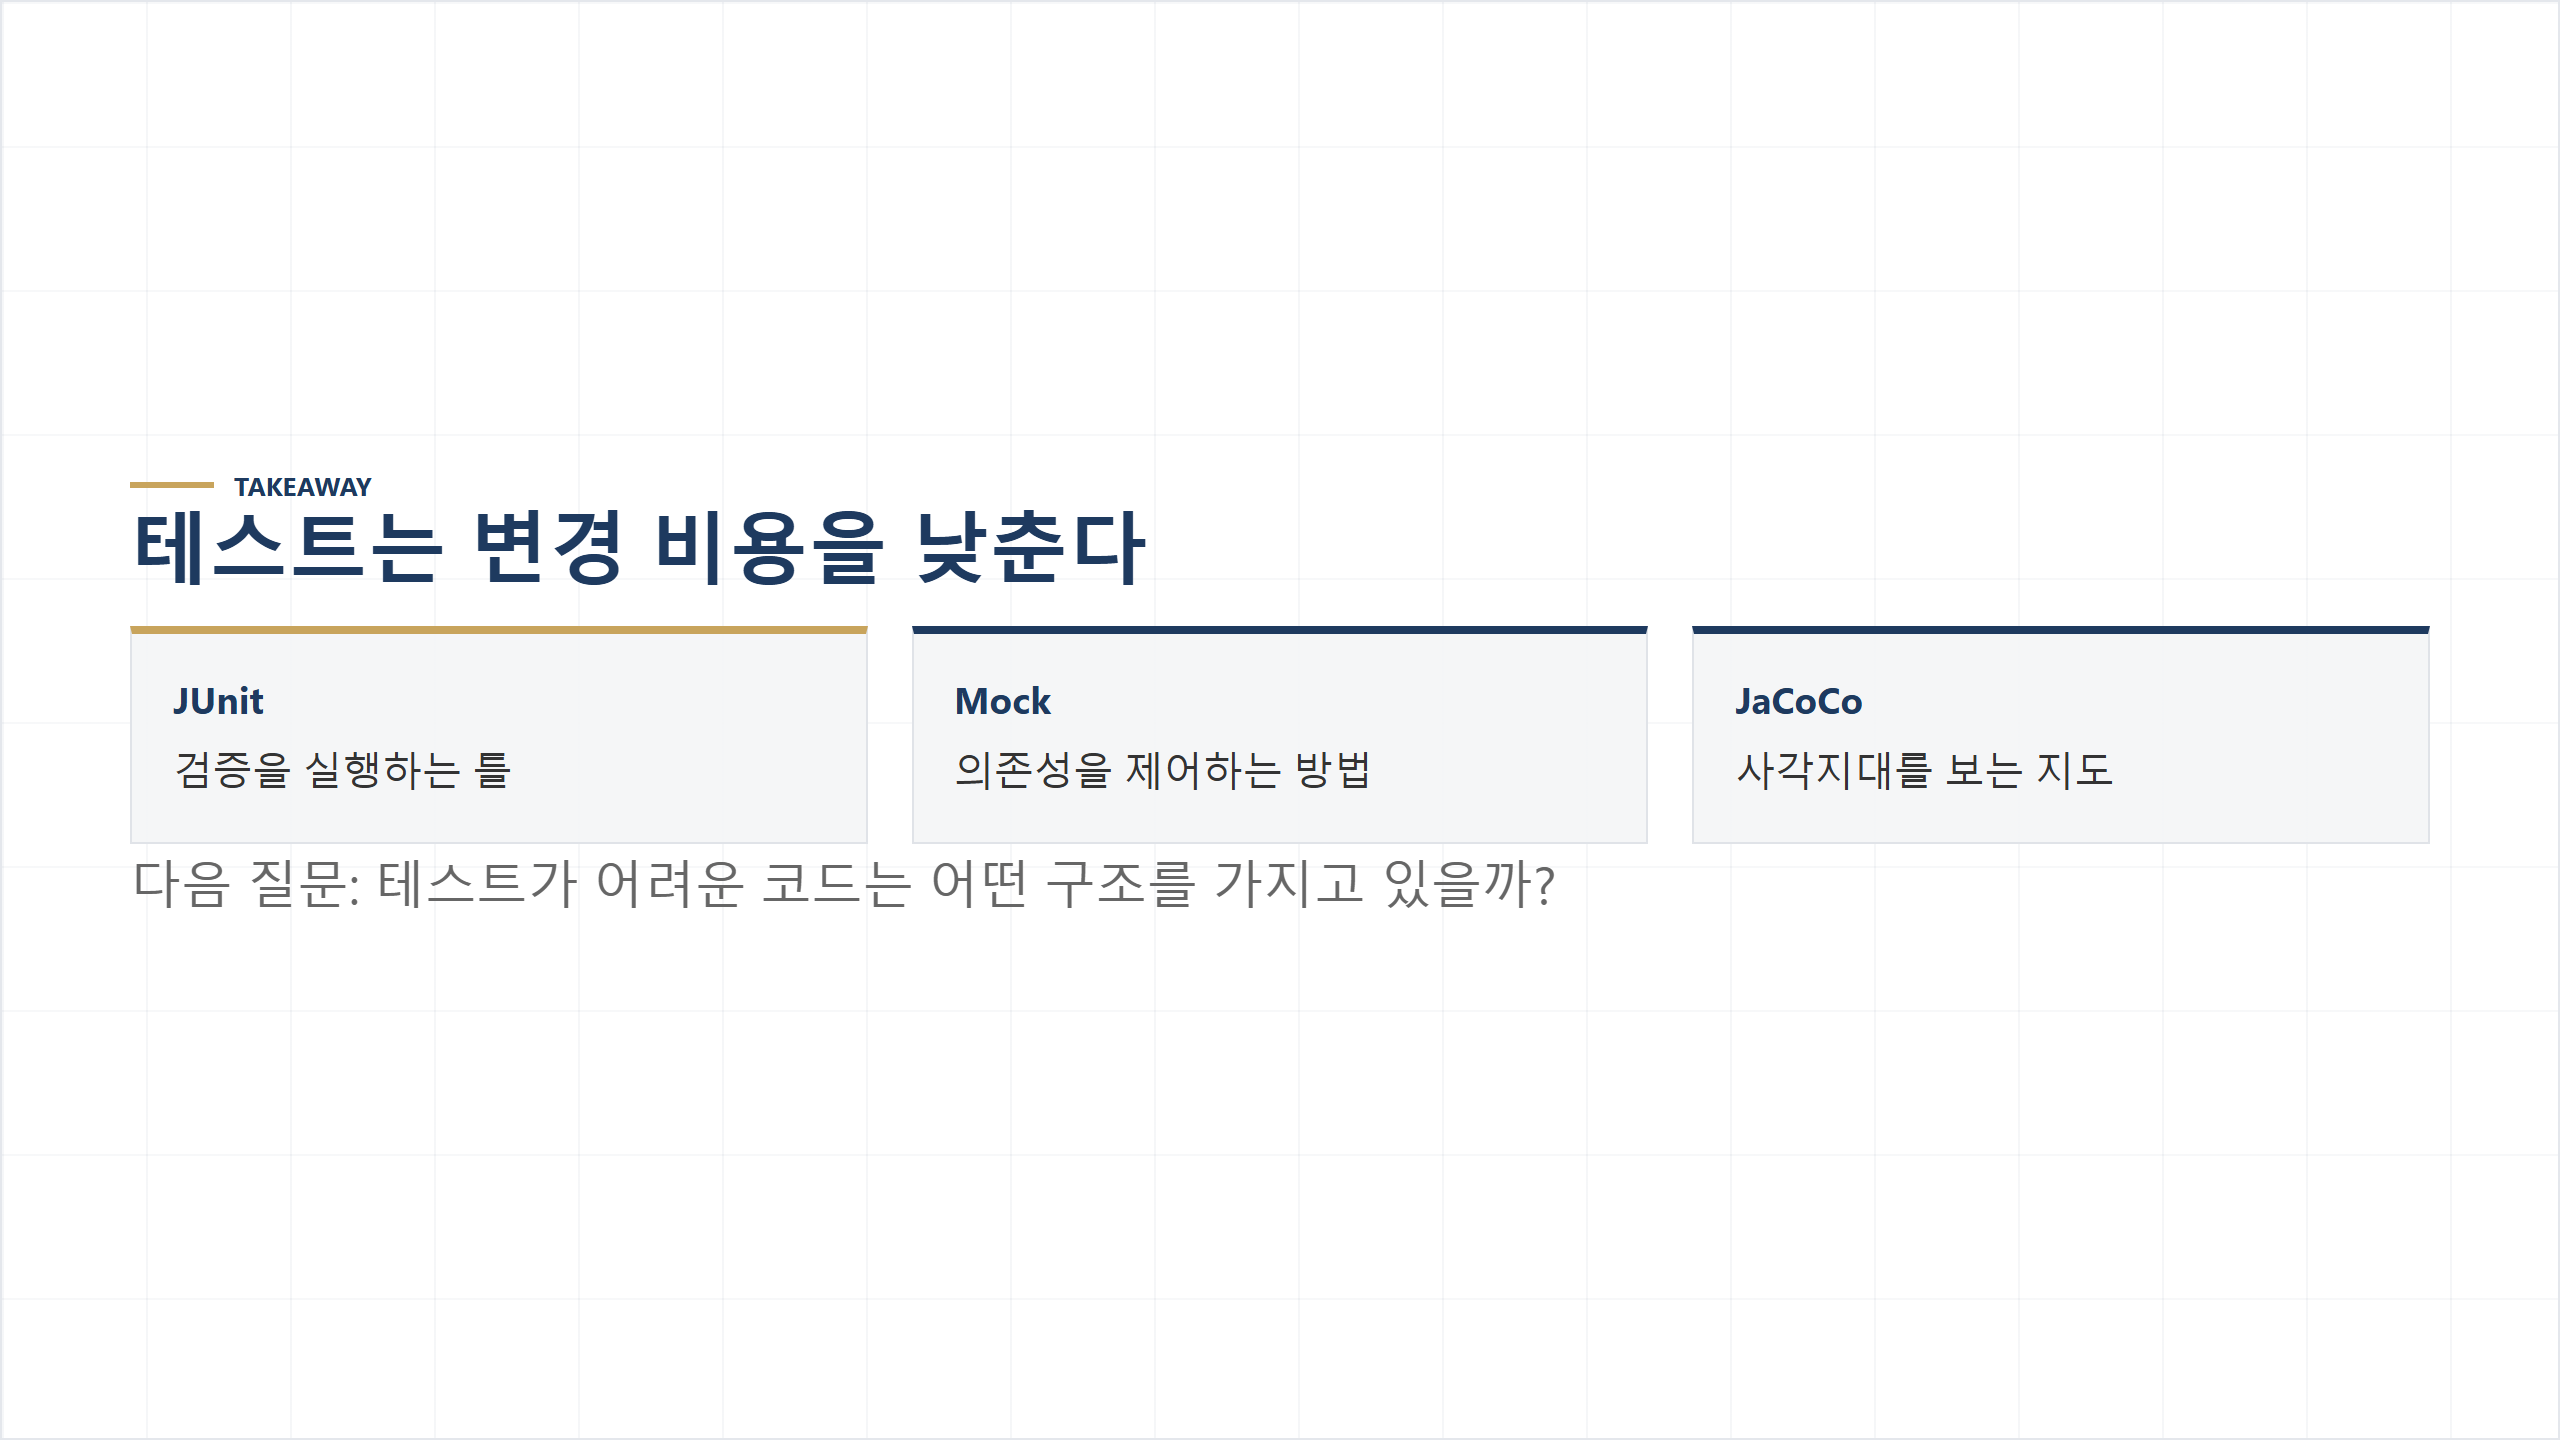 TAKEAWAY
테스트는 변경 비용을 낮춘다
JUnit
검증을 실행하는 틀
Mock
의존성을 제어하는 방법
JaCoCo
사각지대를 보는 지도
다음 질문: 테스트가 어려운 코드는 어떤 구조를 가지고 있을까?